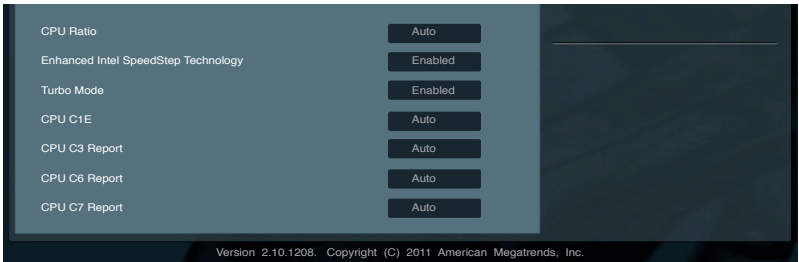 CPU Ratio Auto
Enhanced Intel SpeedStep Technology Enabled
Turbo Mode Enabled
CPU C1E Auto
CPU C3 Report Auto
CPU C6 Report Auto
CPU C7 Report Auto
Version 2.10.1208. Copyright (C) 2011 American Megatrends, Inc.